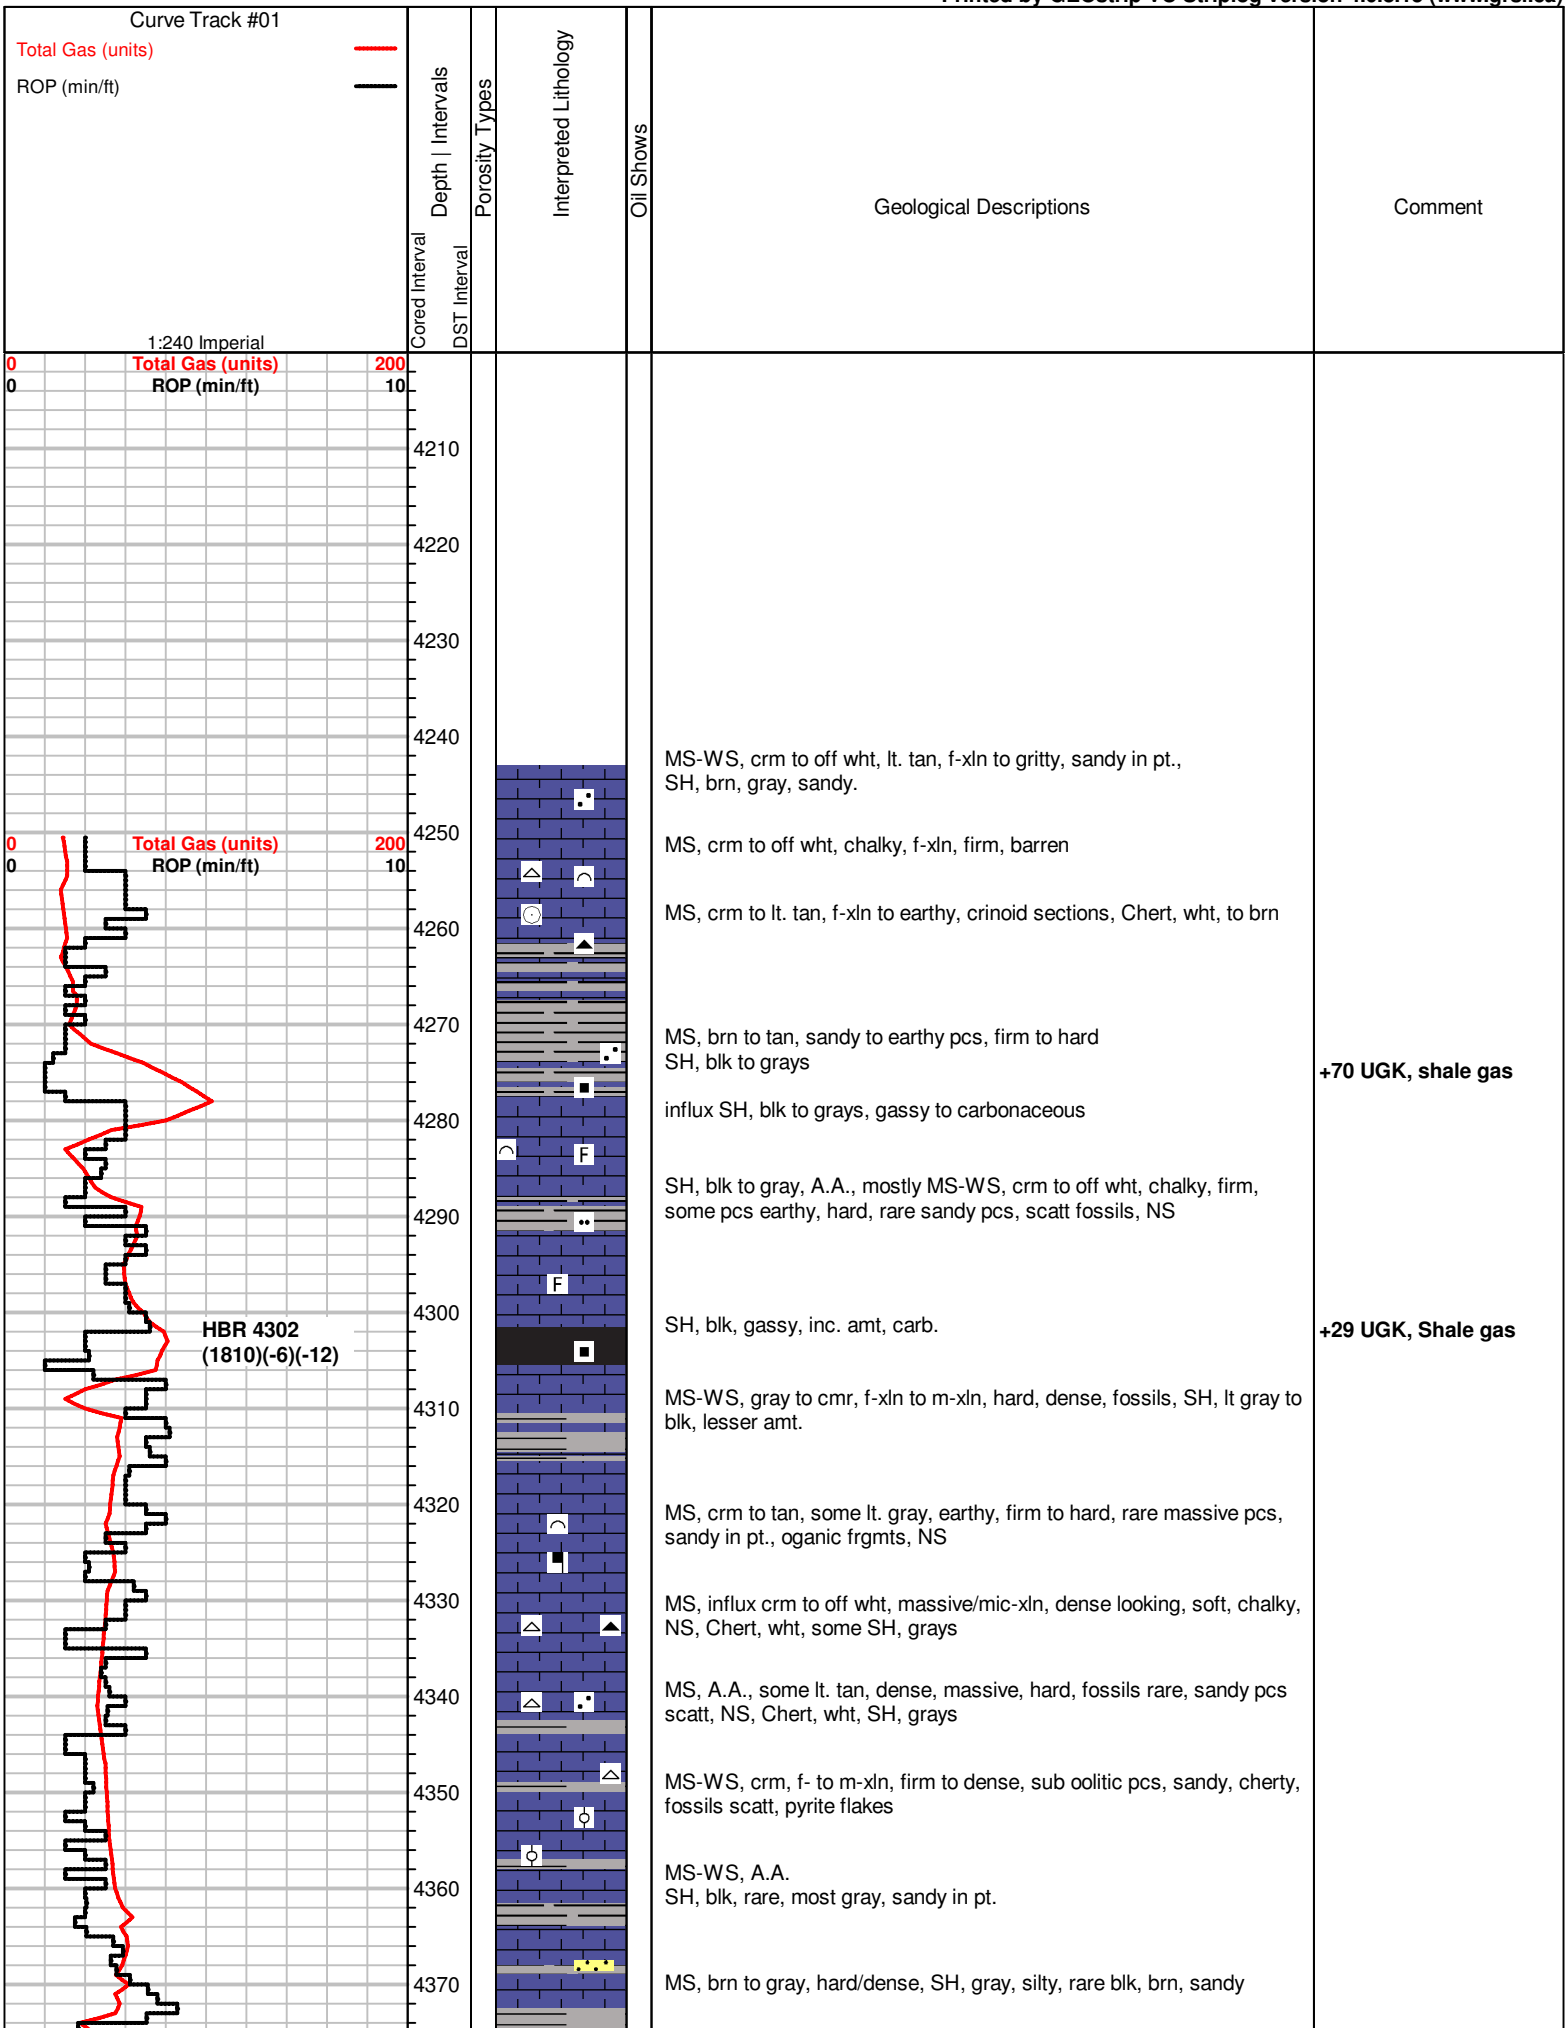 Curve Track #01
Total Gas (units)
ROP (min/ft)
1:240 Imperial
Depth | Intervals
Cored Interval
DST Interval
Porosity Types
Interpreted Lithology
Oil Shows
Geological Descriptions
Comment
0 Total Gas (units) 200
0 ROP (min/ft) 10
4210
4220
4230
4240
MS-WS, crm to off wht, lt. tan, f-xln to gritty, sandy in pt.,
SH, brn, gray, sandy.
4250
0 Total Gas (units) 200
0 ROP (min/ft) 10
MS, crm to off wht, chalky, f-xln, firm, barren
MS, crm to lt. tan, f-xln to earthy, crinoid sections, Chert, wht, to brn
4260
4270
MS, brn to tan, sandy to earthy pcs, firm to hard
SH, blk to grays
+70 UGK, shale gas
influx SH, blk to grays, gassy to carbonaceous
4280
F
SH, blk to gray, A.A., mostly MS-WS, crm to off wht, chalky, firm,
some pcs earthy, hard, rare sandy pcs, scatt fossils, NS
4290
F
4300
HBR 4302
(1810)(-6)(-12)
SH, blk, gassy, inc. amt, carb.
+29 UGK, Shale gas
MS-WS, gray to cmr, f-xln to m-xln, hard, dense, fossils, SH, lt gray to
blk, lesser amt.
4310
4320
MS, crm to tan, some lt. gray, earthy, firm to hard, rare massive pcs,
sandy in pt., oganic frgmts, NS
4330
MS, influx crm to off wht, massive/mic-xln, dense looking, soft, chalky,
NS, Chert, wht, some SH, grays
4340
MS, A.A., some lt. tan, dense, massive, hard, fossils rare, sandy pcs
scatt, NS, Chert, wht, SH, grays
4350
MS-WS, crm, f- to m-xln, firm to dense, sub oolitic pcs, sandy, cherty,
fossils scatt, pyrite flakes
4360
MS-WS, A.A.
SH, blk, rare, most gray, sandy in pt.
4370
MS, brn to gray, hard/dense, SH, gray, silty, rare blk, brn, sandy